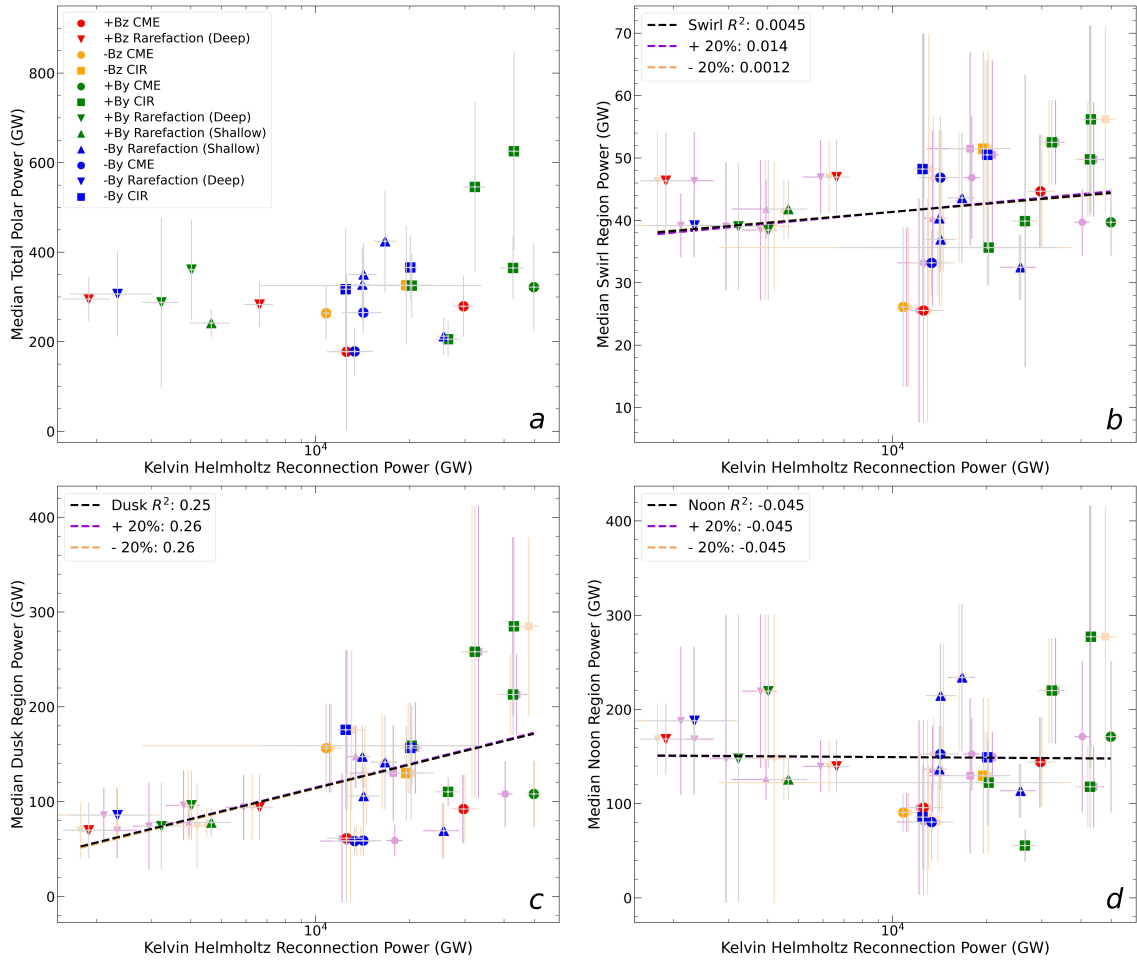 800
600
400
200
0
Median Total Polar Power (GW)
+Bz CME
+Bz Rarefaction (Deep)
-Bz CME
-Bz CIR
+By CME
+By CIR
+By Rarefaction (Deep)
+By Rarefaction (Shallow)
-By Rarefaction (Shallow)
-By CME
-By Rarefaction (Deep)
-By CIR
a
10⁴
Kelvin Helmholtz Reconnection Power (GW)
70
60
50
40
30
20
10
Median Swirl Region Power (GW)
Swirl R²: 0.0045
+ 20%: 0.014
- 20%: 0.0012
b
10⁴
Kelvin Helmholtz Reconnection Power (GW)
400
300
200
100
0
Median Dusk Region Power (GW)
Dusk R²: 0.25
+ 20%: 0.26
- 20%: 0.26
c
10⁴
Kelvin Helmholtz Reconnection Power (GW)
400
300
200
100
0
Median Noon Region Power (GW)
Noon R²: -0.045
+ 20%: -0.045
- 20%: -0.045
d
10⁴
Kelvin Helmholtz Reconnection Power (GW)